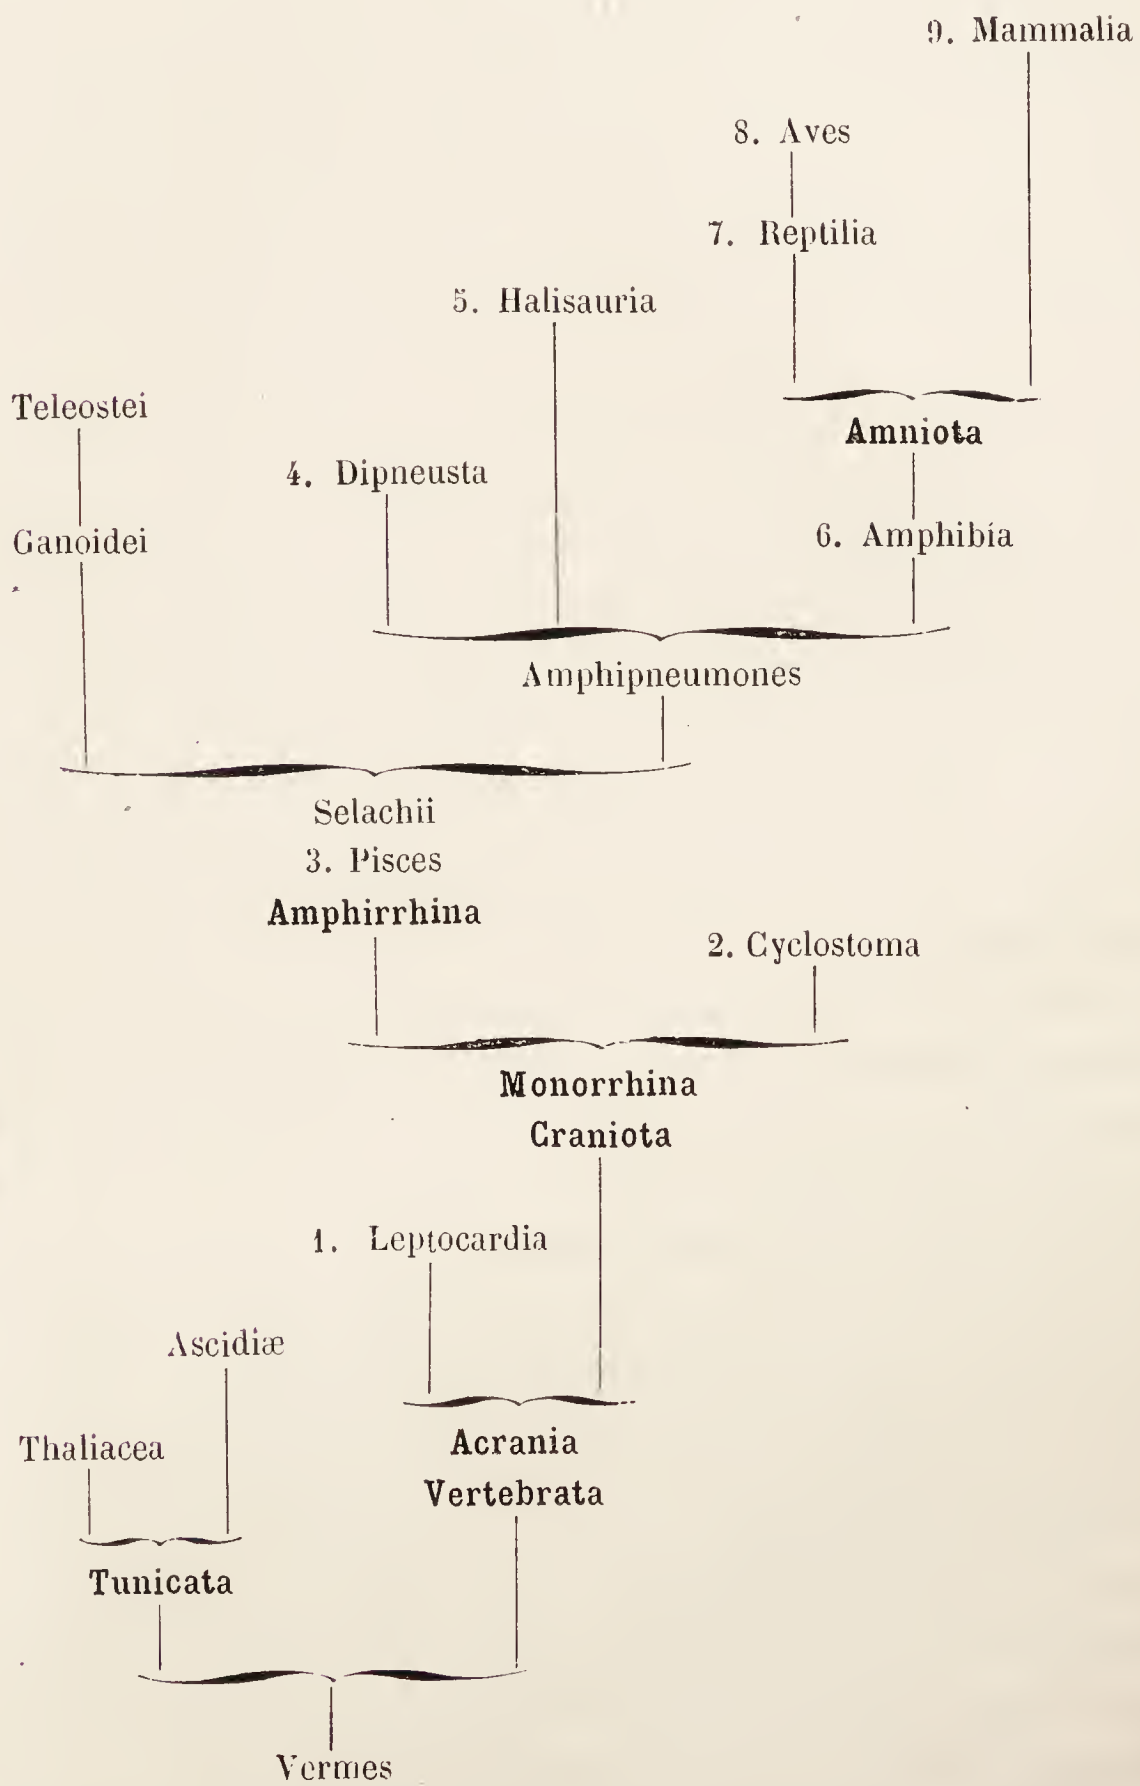 9. Mammalia
8. Aves
7. Reptilia
5. Halisauria
Teleostei
Amniota
4. Dipneusta
Ganoidei
6. Amphibia
Amphipneumones
Selachii
3. Pisces
Amphirrhina
2. Cyclostoma
Monorrhina
Craniota
1. Leptocardia
Ascidiæ
Thaliacea
Acrania
Vertebrata
Tunicata
Vermes